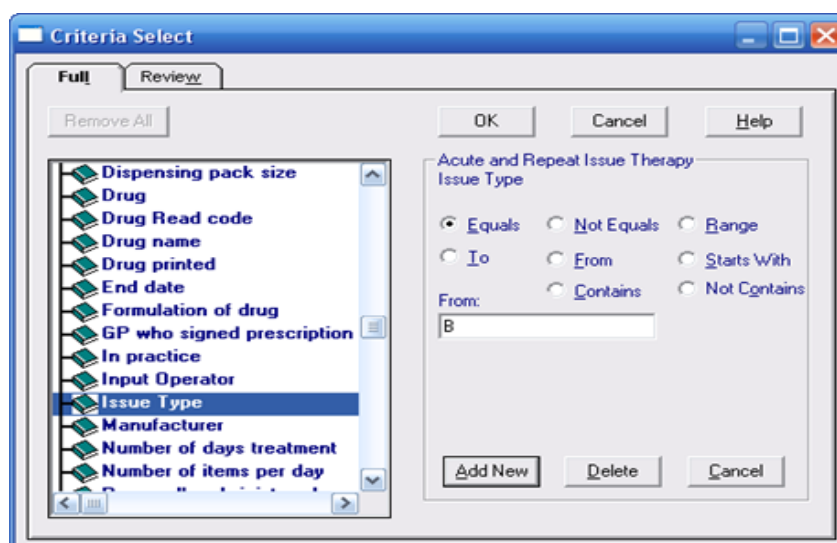 Criteria Select
Full Review
Remove All
OK Cancel Help
Dispensing pack size
Drug
Drug Read code
Drug name
Drug printed
End date
Formulation of drug
GP who signed prescription
In practice
Input Operator
Issue Type
Manufacturer
Number of days treatment
Number of items per day
Acute and Repeat Issue Therapy
Issue Type
Equals Not Equals Range
To From Starts With
Contains Not Contains
From:
B
Add New Delete Cancel